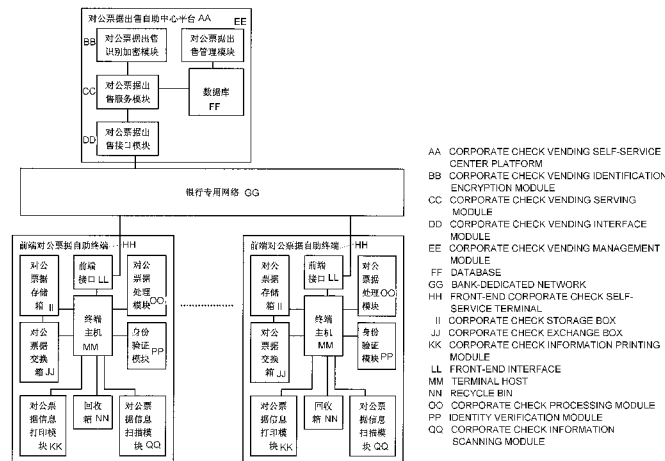 对公票据出售自助中心平台 AA
EE
BB
对公票据出售
识别加密模块
对公票据出
售管理模块
CC
对公票据出
售服务模块
数据库
FF
DD
对公票据出
售接口模块
银行专用网络 GG
前端对公票据自助终端 HH
对公
票据
存储
箱 II
前端
接口 LL
对公
票据
处理
模块 OO
终端
主机
MM
对公
票据
交换
箱 JJ
身份
验证
模块 PP
对公票
据信息
打印模
块 KK
回收
箱 NN
对公票
据信息
扫描模
块 QQ
前端对公票据自助终端 HH
对公
票据
存储
箱 II
前端
接口 LL
对公
票据
处理
模块 OO
终端
主机
MM
对公
票据
交换
箱 JJ
身份
验证
模块 PP
对公票
据信息
打印模
块 KK
回收
箱 NN
对公票
据信息
扫描模
块 QQ
AA CORPORATE CHECK VENDING SELF-SERVICE
CENTER PLATFORM
BB CORPORATE CHECK VENDING IDENTIFICATION
ENCRYPTION MODULE
CC CORPORATE CHECK VENDING SERVING
MODULE
DD CORPORATE CHECK VENDING INTERFACE
MODULE
EE CORPORATE CHECK VENDING MANAGEMENT
MODULE
FF DATABASE
GG BANK-DEDICATED NETWORK
HH FRONT-END CORPORATE CHECK SELF-
SERVICE TERMINAL
II CORPORATE CHECK STORAGE BOX
JJ CORPORATE CHECK EXCHANGE BOX
KK CORPORATE CHECK INFORMATION PRINTING
MODULE
LL FRONT-END INTERFACE
MM TERMINAL HOST
NN RECYCLE BIN
OO CORPORATE CHECK PROCESSING MODULE
PP IDENTITY VERIFICATION MODULE
QQ CORPORATE CHECK INFORMATION
SCANNING MODULE